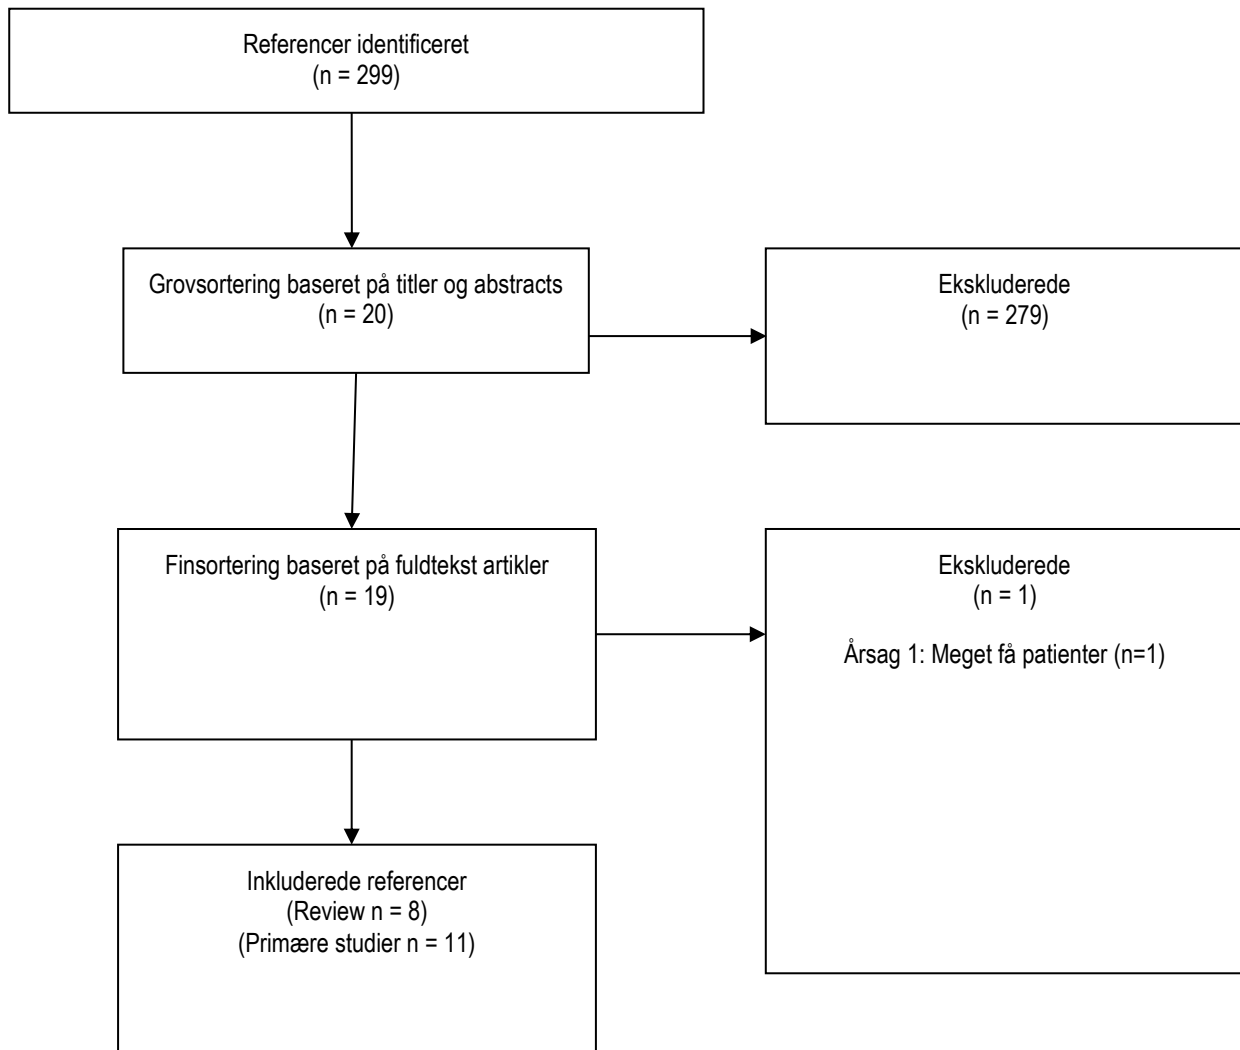 Referencer identificeret
(n = 299)
Grovsortering baseret på titler og abstracts
(n = 20)
Ekskluderede
(n = 279)
Finsortering baseret på fuldtekst artikler
(n = 19)
Ekskluderede
(n = 1)
Årsag 1: Meget få patienter (n=1)
Inkluderede referencer
(Review n = 8)
(Primære studier n = 11)